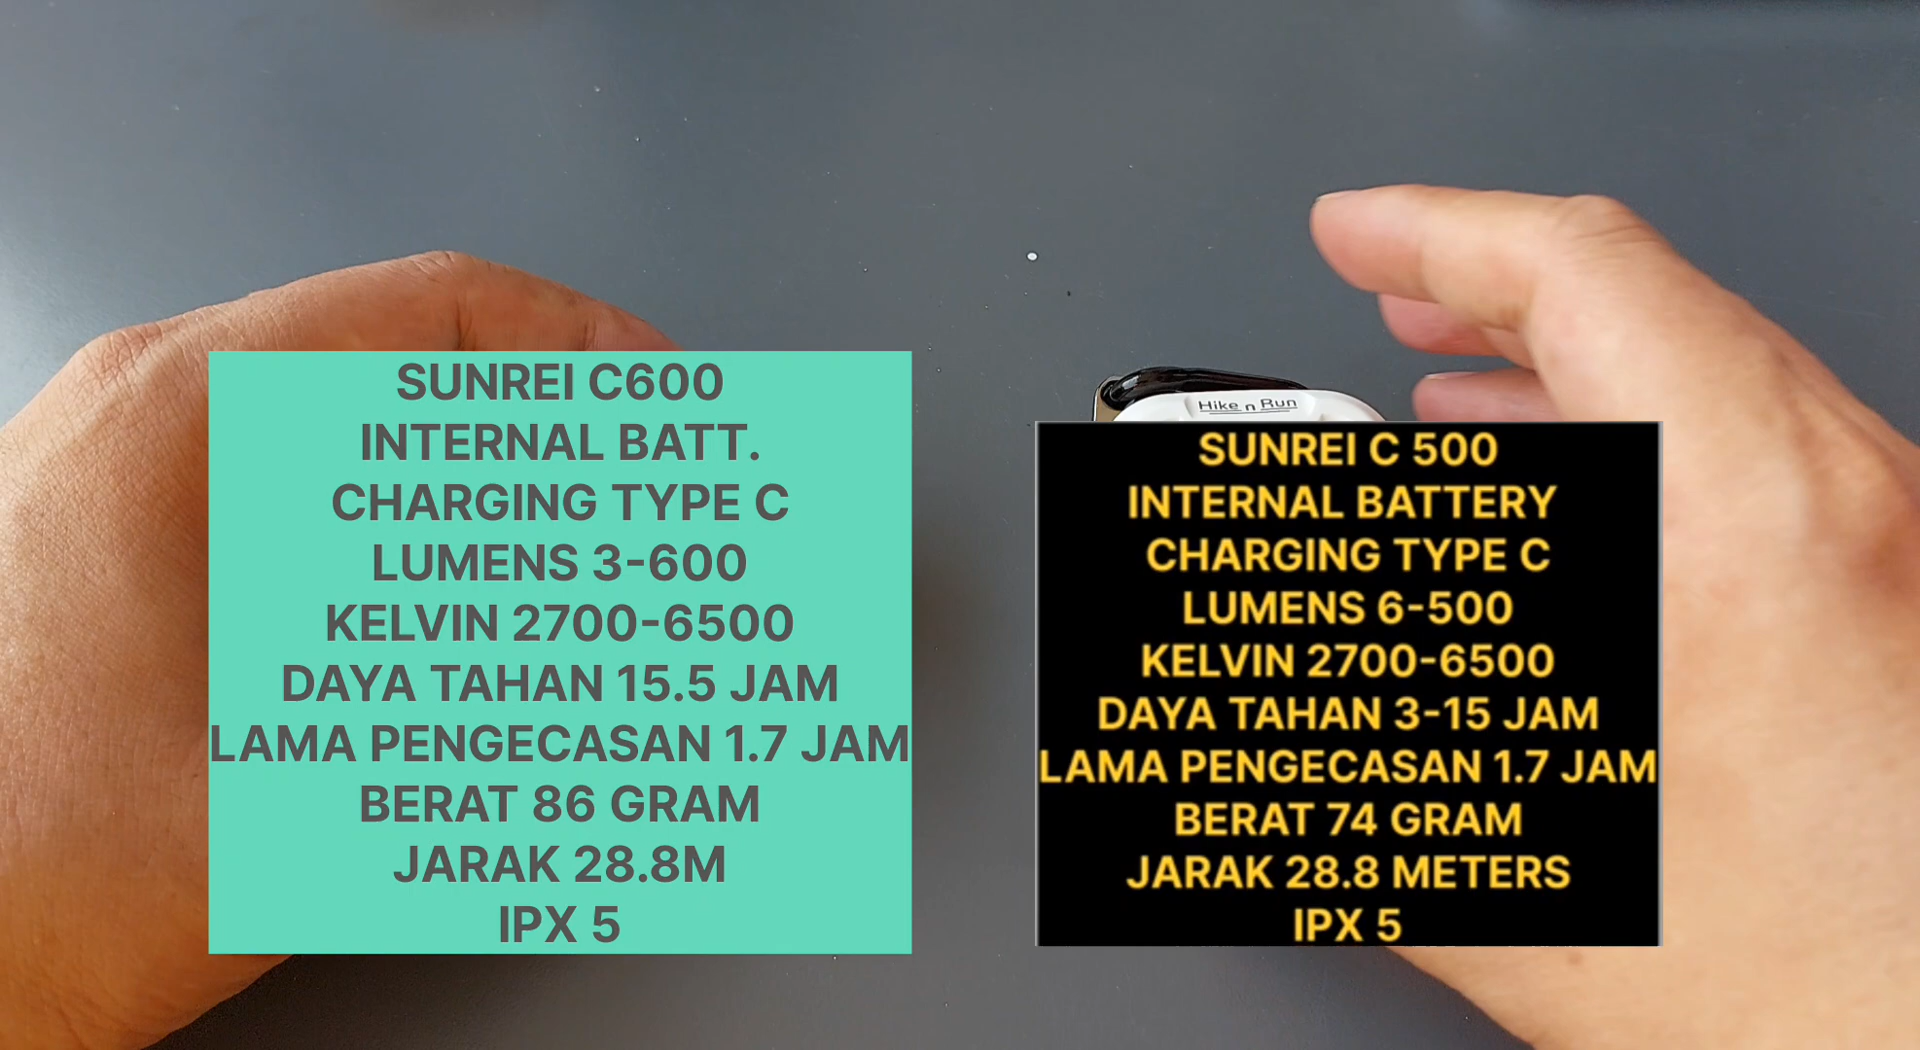 SUNREI C600
INTERNAL BATT.
CHARGING TYPE C
LUMENS 3-600
KELVIN 2700-6500
DAYA TAHAN 15.5 JAM
LAMA PENGECASAN 1.7 JAM
BERAT 86 GRAM
JARAK 28.8M
IPX 5
Hike n Run
SUNREI C 500
INTERNAL BATTERY
CHARGING TYPE C
LUMENS 6-500
KELVIN 2700-6500
DAYA TAHAN 3-15 JAM
LAMA PENGECASAN 1.7 JAM
BERAT 74 GRAM
JARAK 28.8 METERS
IPX 5